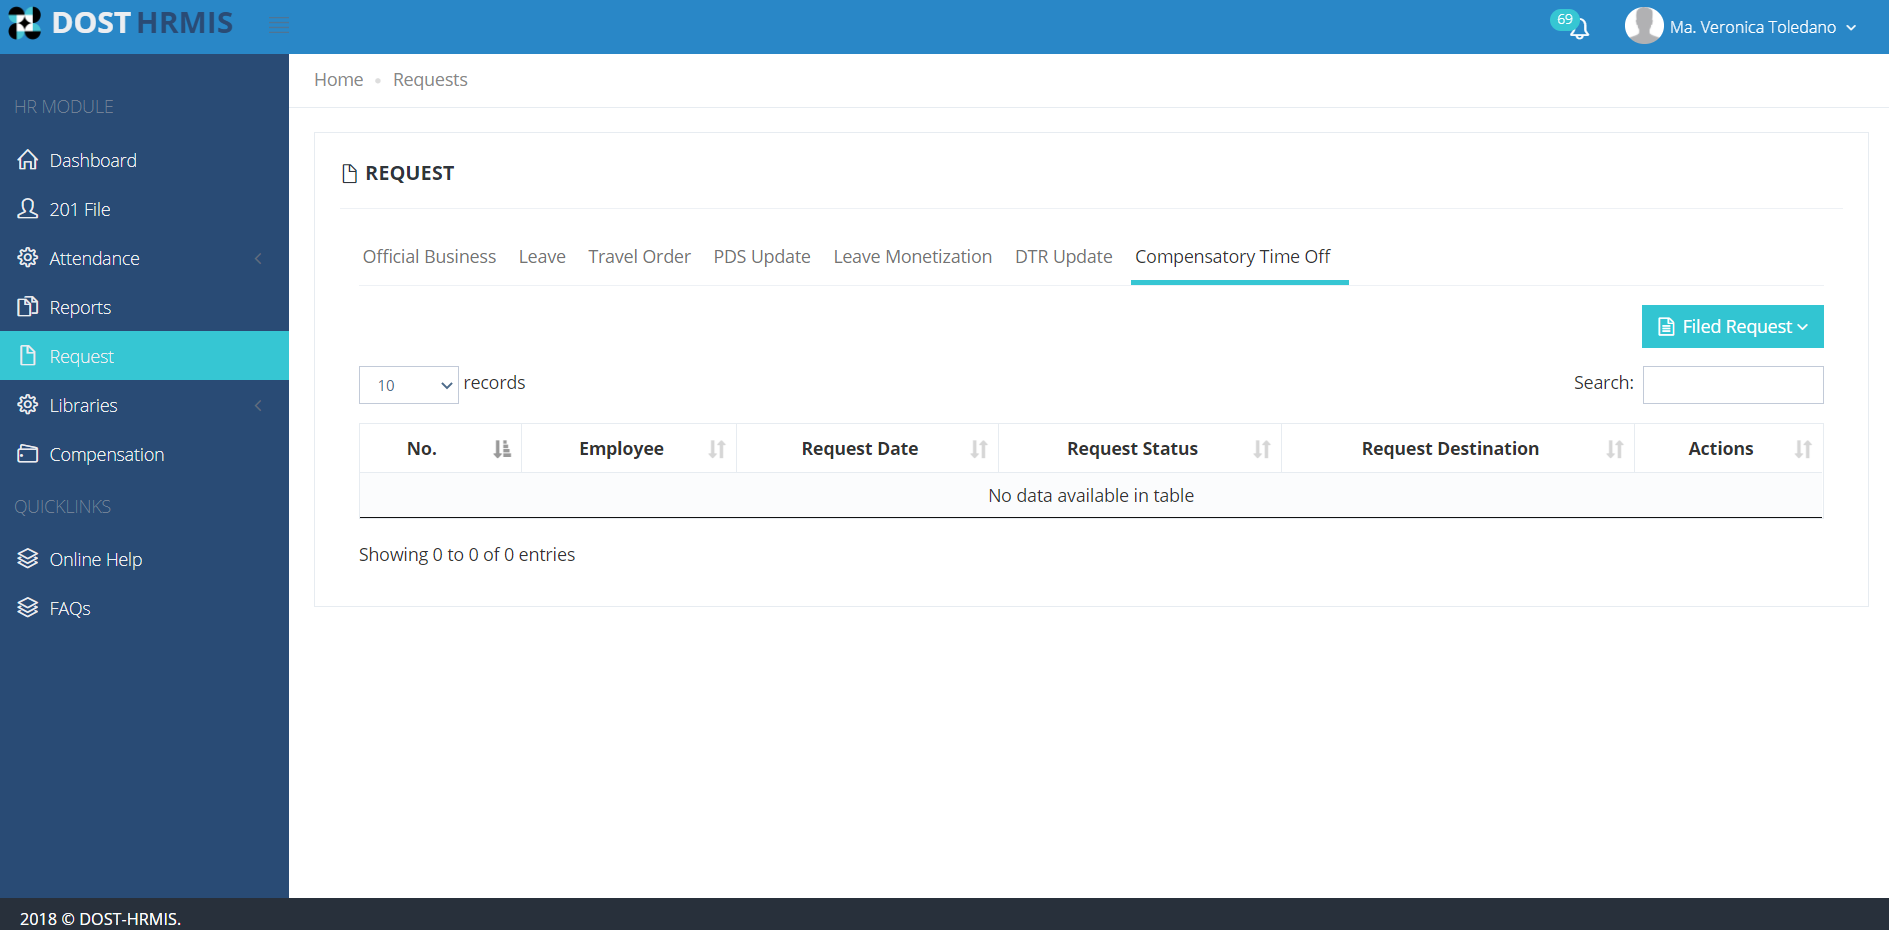 DOST HRMIS
69
Ma. Veronica Toledano
HR MODULE
Dashboard
201 File
Attendance
Reports
Request
Libraries
Compensation
QUICKLINKS
Online Help
FAQs
Home • Requests
REQUEST
Official Business Leave Travel Order PDS Update Leave Monetization DTR Update Compensatory Time Off
Filed Request
10 records
Search:
No. Employee Request Date Request Status Request Destination Actions
No data available in table
Showing 0 to 0 of 0 entries
2018 © DOST-HRMIS.